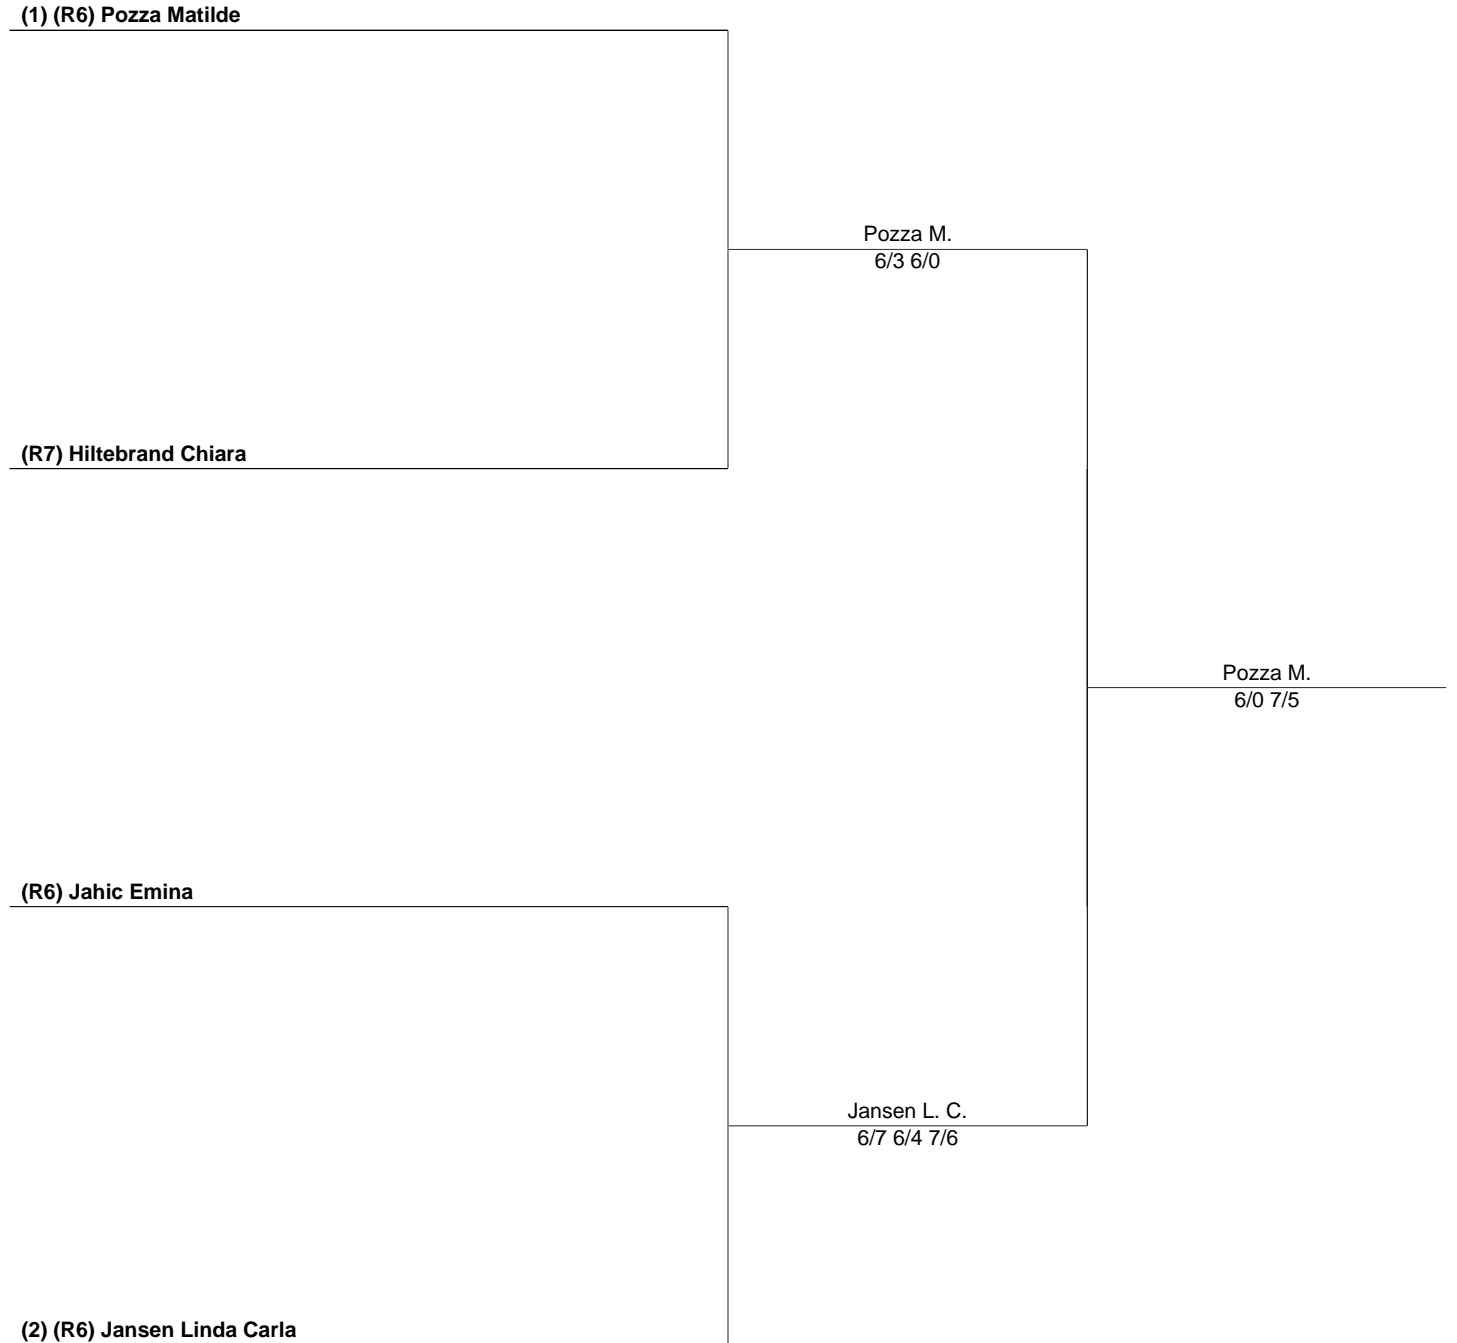 (1) (R6) Pozza Matilde
Pozza M.
6/3 6/0
(R7) Hiltebrand Chiara
Pozza M.
6/0 7/5
(R6) Jahic Emina
Jansen L. C.
6/7 6/4 7/6
(2) (R6) Jansen Linda Carla